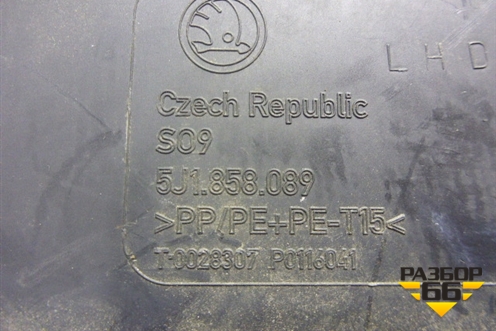 LHD
Czech Republic
S09
5J1.858.089
>PP/PE+PE-T15<
T-0028307 P0116041
РАЗБОР
66